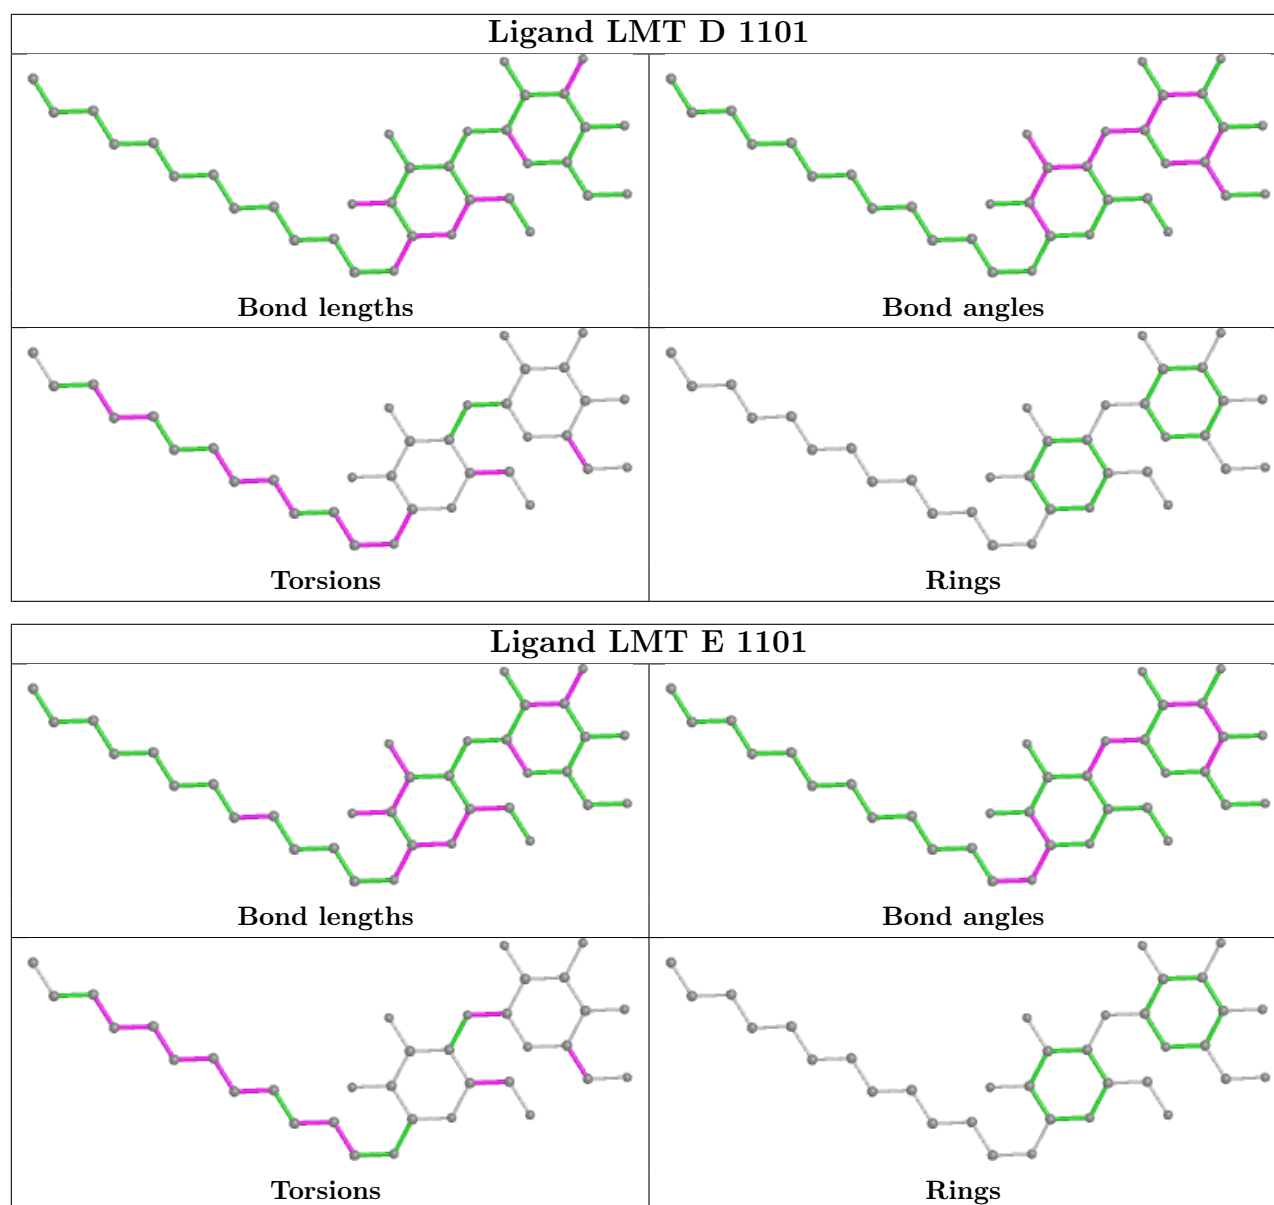 Ligand LMT D 1101
Bond lengths
Bond angles
Torsions
Rings
Ligand LMT E 1101
Bond lengths
Bond angles
Torsions
Rings